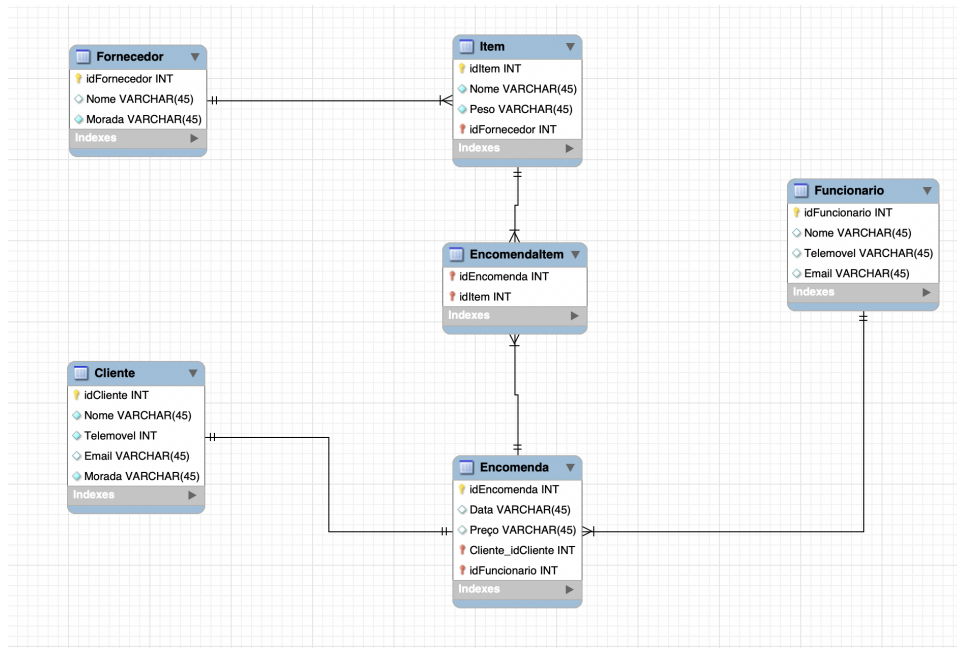 Fornecedor
idFornecedor INT
Nome VARCHAR(45)
Morada VARCHAR(45)
Indexes
Item
idItem INT
Nome VARCHAR(45)
Peso VARCHAR(45)
idFornecedor INT
Indexes
Funcionario
idFuncionario INT
Nome VARCHAR(45)
Telemovel VARCHAR(45)
Email VARCHAR(45)
Indexes
EncomendaItem
idEncomenda INT
idItem INT
Indexes
Cliente
idCliente INT
Nome VARCHAR(45)
Telemovel INT
Email VARCHAR(45)
Morada VARCHAR(45)
Indexes
Encomenda
idEncomenda INT
Data VARCHAR(45)
Preço VARCHAR(45)
Cliente_idCliente INT
idFuncionario INT
Indexes